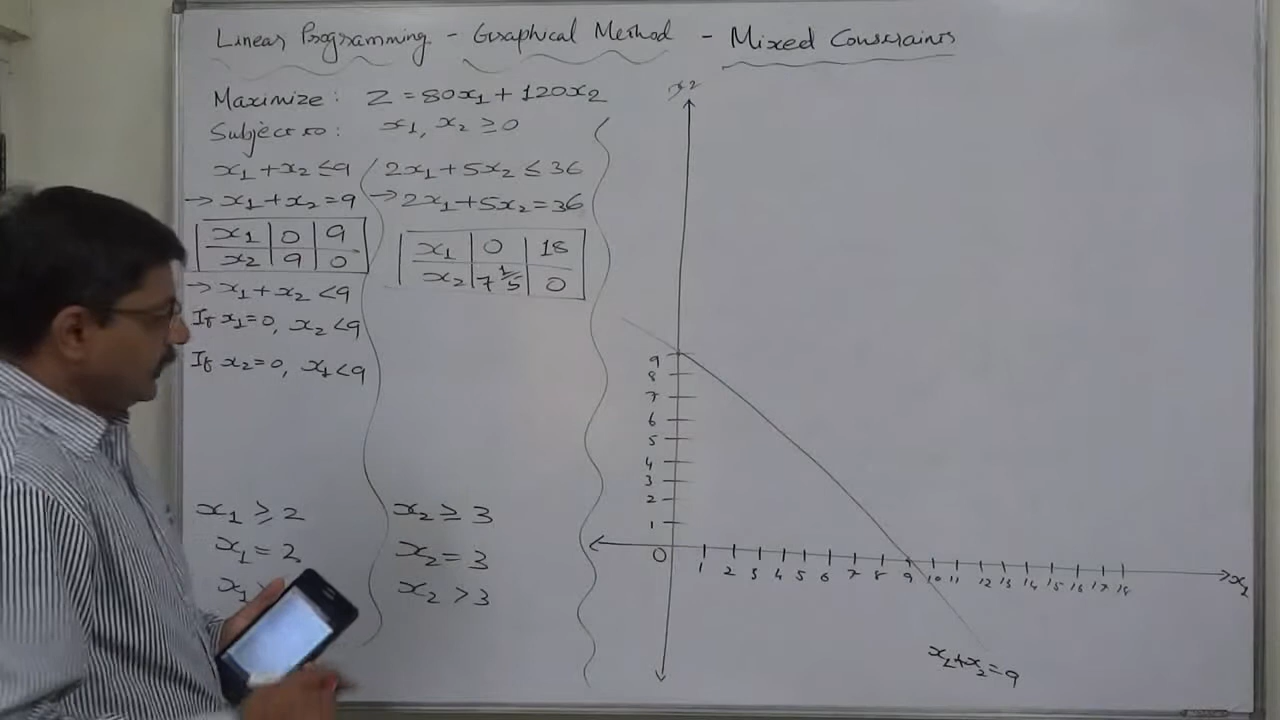 Linear Programming - Graphical Method - Mixed Constraints
Maximize: Z = 80x₁ + 120x₂
Subject to: x₁, x₂ ≥ 0
x₁ + x₂ ≤ 9
→ x₁ + x₂ = 9
x₁ | 0 | 9
x₂ | 9 | 0
→ x₁ + x₂ < 9
If x₁ = 0, x₂ < 9
If x₂ = 0, x₁ < 9
x₁ ≥ 2
x₁ = 2
x₁ >
2x₁ + 5x₂ ≤ 36
→ 2x₁ + 5x₂ = 36
x₁ | 0 | 18
x₂ | 7 1/5 | 0
x₂ ≥ 3
x₂ = 3
x₂ > 3
x₂
9
8
7
6
5
4
3
2
1
0
1 2 3 4 5 6 7 8 9 10 11 12 13 14 15 16 17 18
x₁
x₁ + x₂ = 9